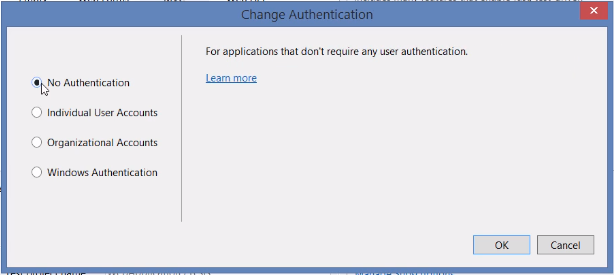 Change Authentication
For applications that don't require any user authentication.
Learn more
No Authentication
Individual User Accounts
Organizational Accounts
Windows Authentication
OK
Cancel